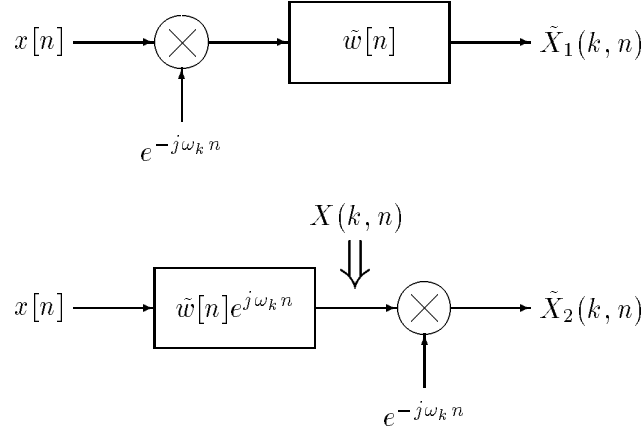 x[n] w̃[n] X̃₁(k, n)
e^{-jω_k n}
X(k, n)
x[n] w̃[n]e^{jω_k n} X̃₂(k, n)
e^{-jω_k n}